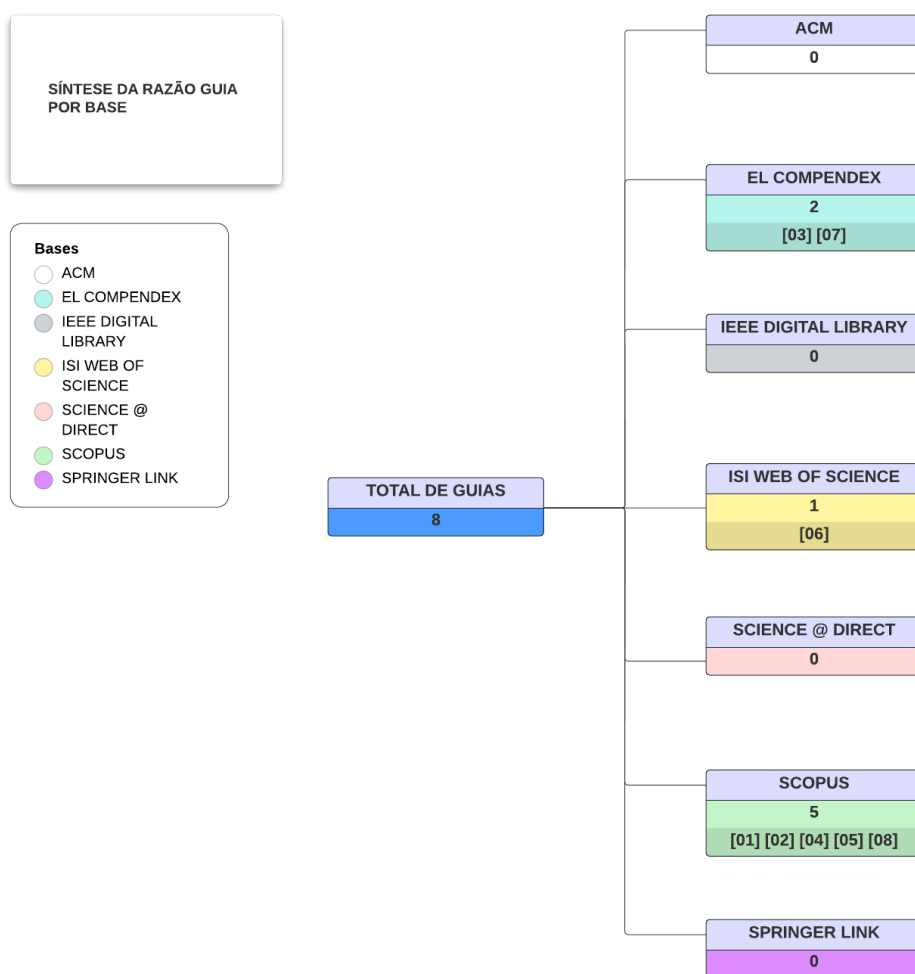 SÍNTESE DA RAZÃO GUIA
POR BASE
Bases
ACM
EL COMPENDEX
IEEE DIGITAL
LIBRARY
ISI WEB OF
SCIENCE
SCIENCE @
DIRECT
SCOPUS
SPRINGER LINK
TOTAL DE GUIAS
8
ACM
0
EL COMPENDEX
2
[03] [07]
IEEE DIGITAL LIBRARY
0
ISI WEB OF SCIENCE
1
[06]
SCIENCE @ DIRECT
0
SCOPUS
5
[01] [02] [04] [05] [08]
SPRINGER LINK
0